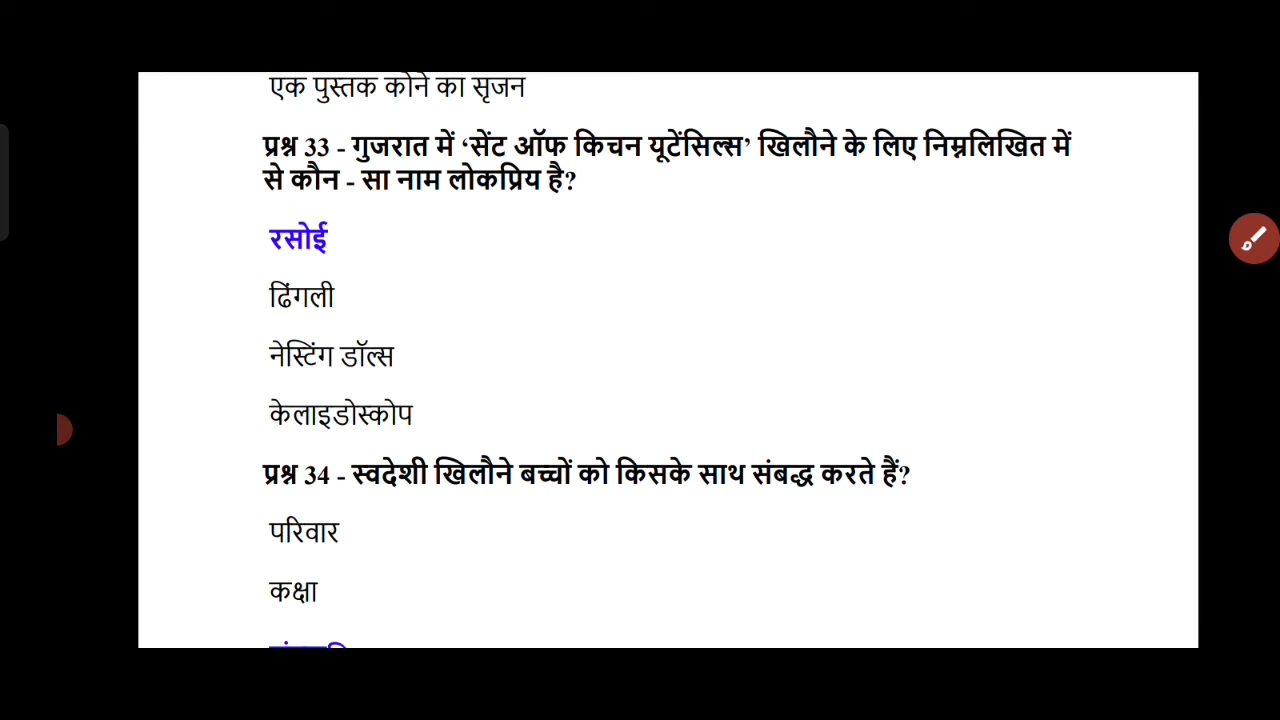 एक पुस्तक कोने का सृजन
प्रश्न 33 - गुजरात में ‘सेंट ऑफ किचन यूटेंसिल्स’ खिलौने के लिए निम्नलिखित में
से कौन - सा नाम लोकप्रिय है?
रसोई
ढिंगली
नेस्टिंग डॉल्स
केलाइडोस्कोप
प्रश्न 34 - स्वदेशी खिलौने बच्चों को किसके साथ संबद्ध करते हैं?
परिवार
कक्षा